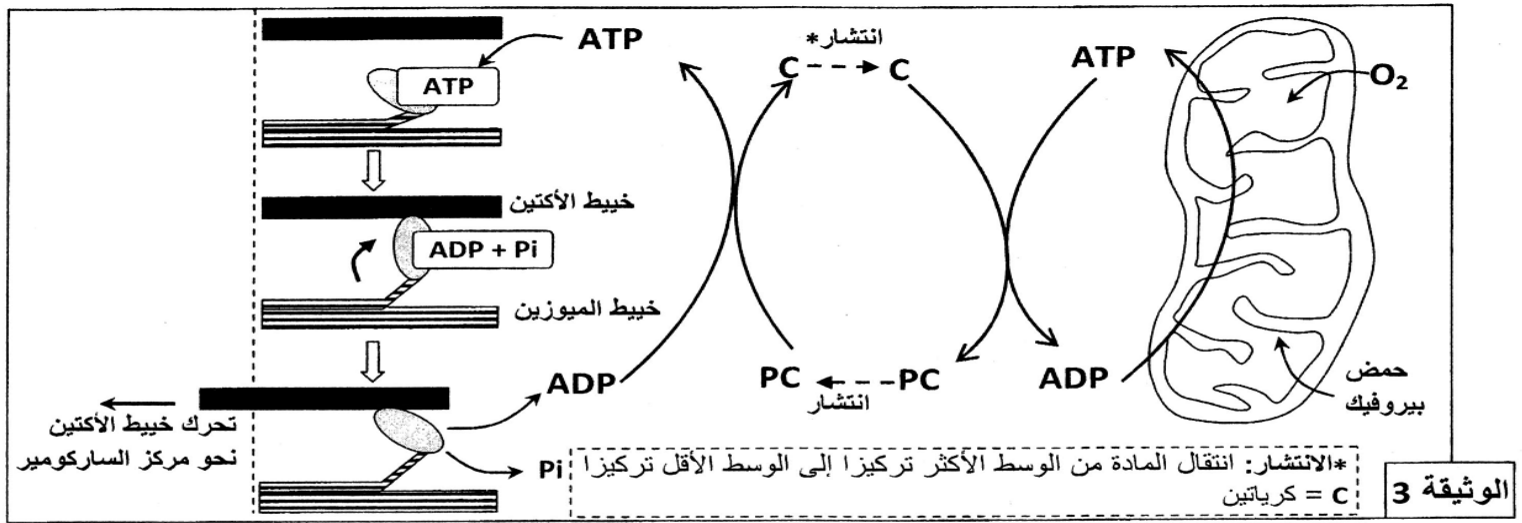 ATP
انتشار*
C C
ATP
O₂
ATP
خييط الأكتين
ADP + Pi
خييط الميوزين
PC PC
انتشار
ADP
ADP
حمض
بيروفيك
تحرك خييط الأكتين
نحو مركز الساركومير
Pi
*الانتشار: انتقال المادة من الوسط الأكثر تركيزا إلى الوسط الأقل تركيزا
C = كرياتين
الوثيقة 3